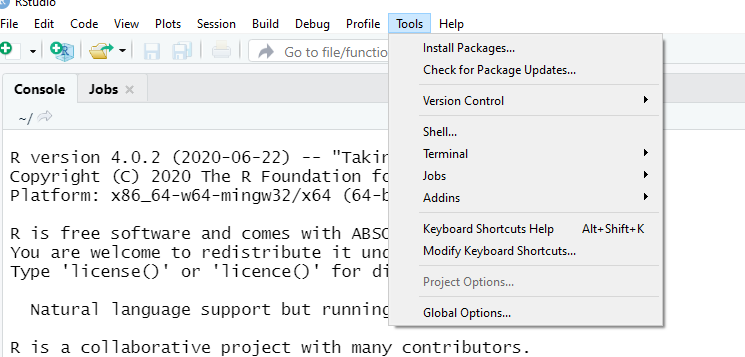 RStudio
File Edit Code View Plots Session Build Debug Profile Tools Help
Go to file/functio
Install Packages...
Check for Package Updates...
Version Control
Shell...
Terminal
Jobs
Addins
Keyboard Shortcuts Help Alt+Shift+K
Modify Keyboard Shortcuts...
Project Options...
Global Options...
Console Jobs
~/
R version 4.0.2 (2020-06-22) -- "Takin
Copyright (C) 2020 The R Foundation fo
Platform: x86_64-w64-mingw32/x64 (64-b
R is free software and comes with ABSO
You are welcome to redistribute it und
Type 'license()' or 'licence()' for di
Natural language support but running
R is a collaborative project with many contributors.